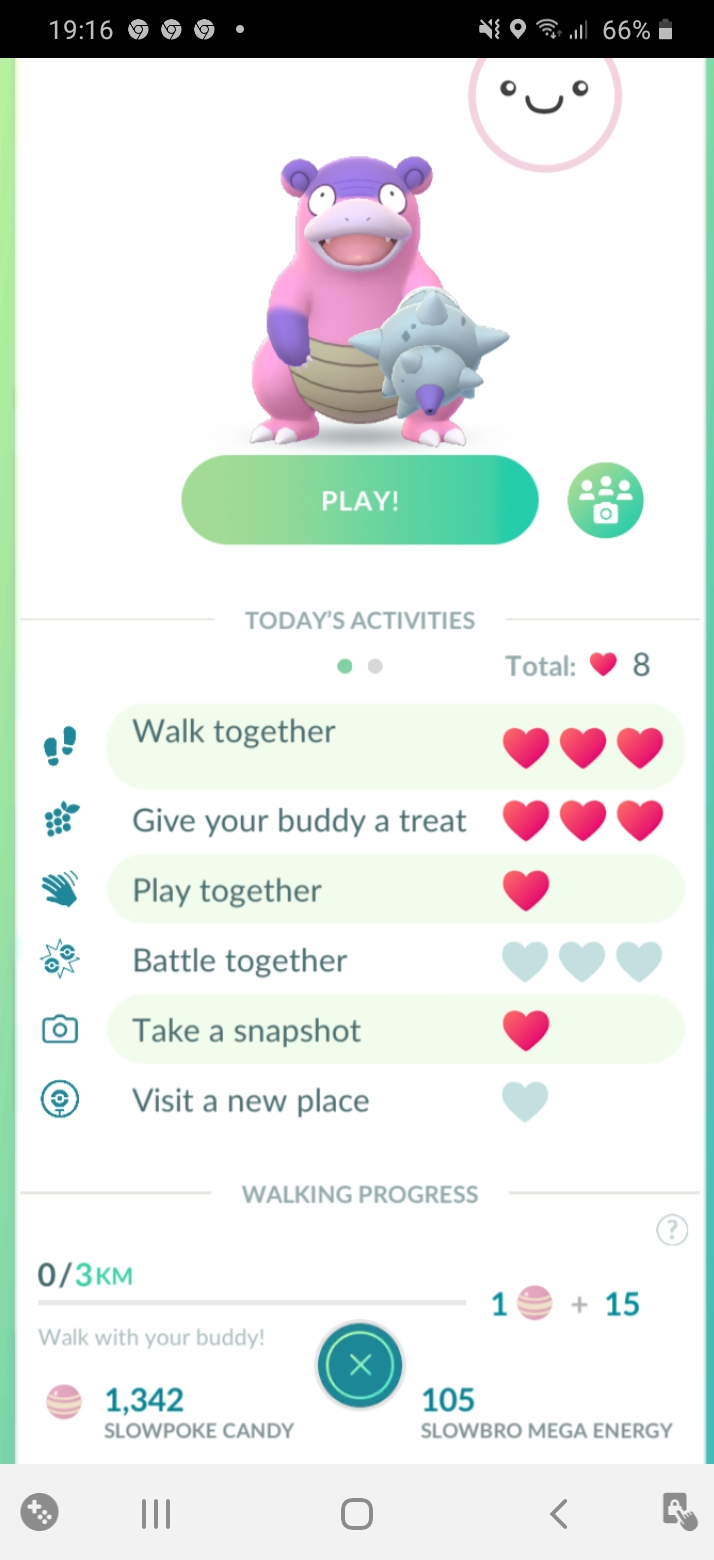 19:16
66%
PLAY!
TODAY'S ACTIVITIES
Total: 8
Walk together
Give your buddy a treat
Play together
Battle together
Take a snapshot
Visit a new place
WALKING PROGRESS
?
0/3KM
1 + 15
Walk with your buddy!
1,342
SLOWPOKE CANDY
105
SLOWBRO MEGA ENERGY